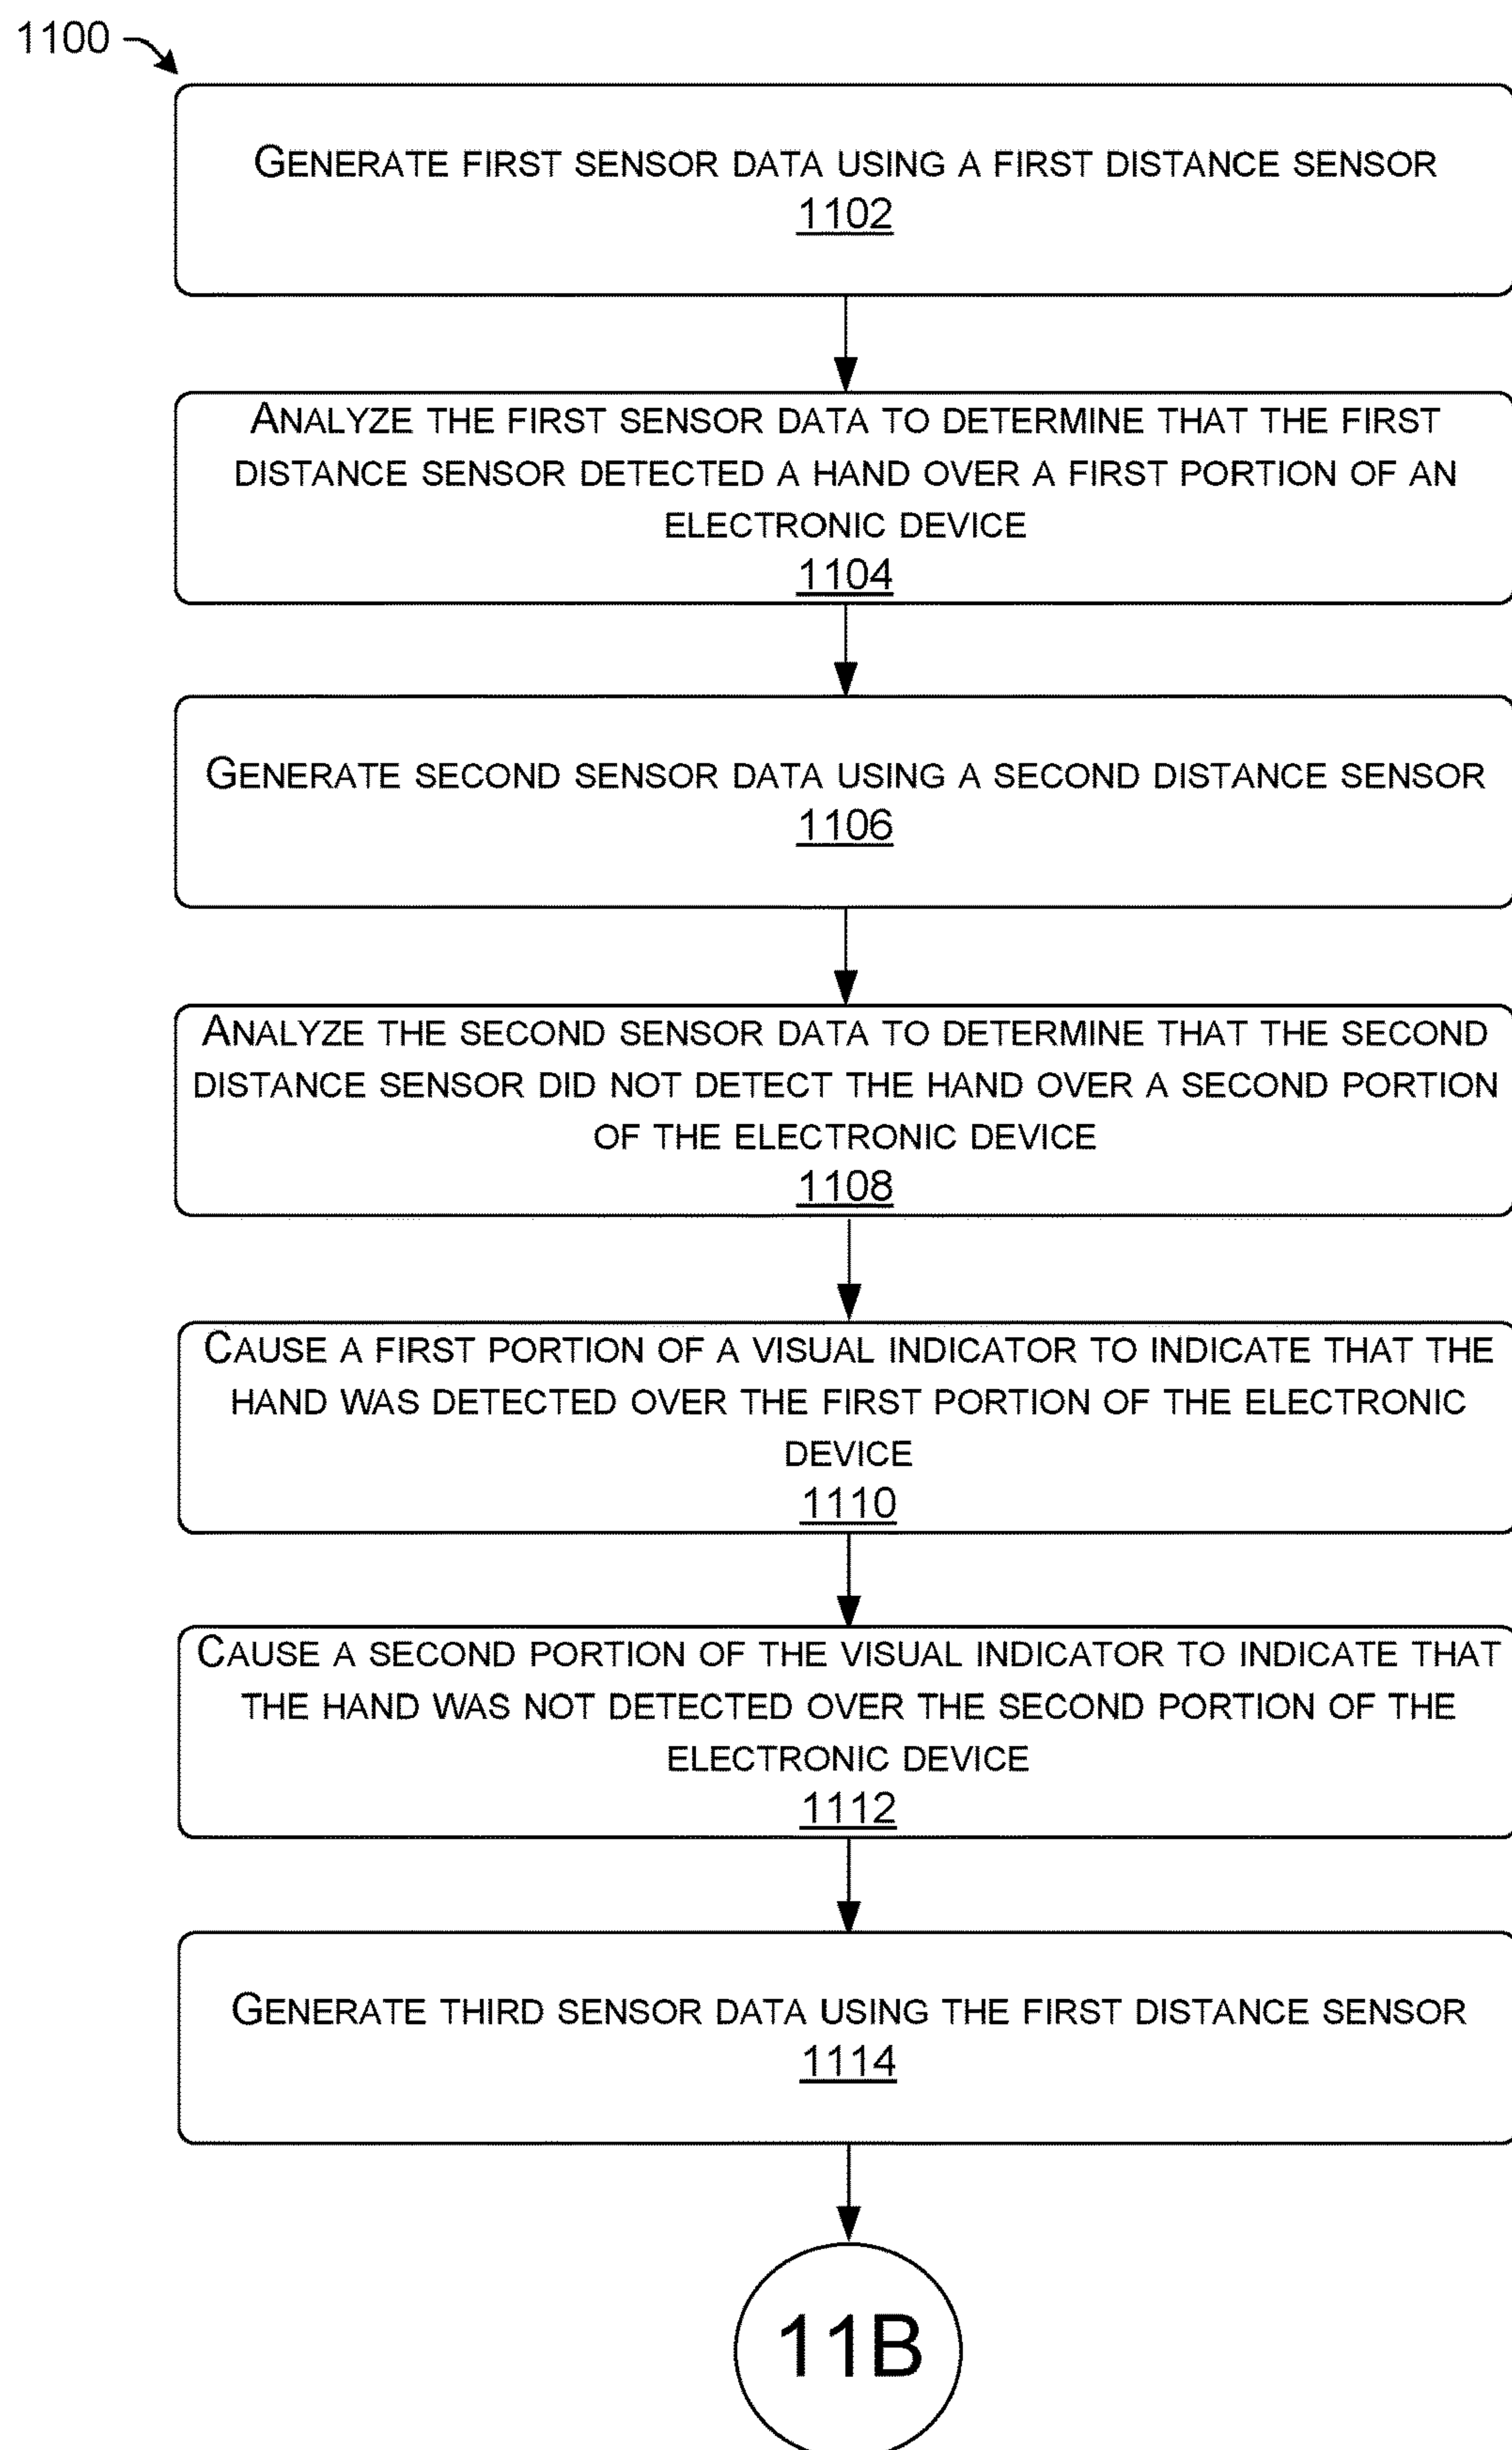 1100
GENERATE FIRST SENSOR DATA USING A FIRST DISTANCE SENSOR
1102
ANALYZE THE FIRST SENSOR DATA TO DETERMINE THAT THE FIRST
DISTANCE SENSOR DETECTED A HAND OVER A FIRST PORTION OF AN
ELECTRONIC DEVICE
1104
GENERATE SECOND SENSOR DATA USING A SECOND DISTANCE SENSOR
1106
ANALYZE THE SECOND SENSOR DATA TO DETERMINE THAT THE SECOND
DISTANCE SENSOR DID NOT DETECT THE HAND OVER A SECOND PORTION
OF THE ELECTRONIC DEVICE
1108
CAUSE A FIRST PORTION OF A VISUAL INDICATOR TO INDICATE THAT THE
HAND WAS DETECTED OVER THE FIRST PORTION OF THE ELECTRONIC
DEVICE
1110
CAUSE A SECOND PORTION OF THE VISUAL INDICATOR TO INDICATE THAT
THE HAND WAS NOT DETECTED OVER THE SECOND PORTION OF THE
ELECTRONIC DEVICE
1112
GENERATE THIRD SENSOR DATA USING THE FIRST DISTANCE SENSOR
1114
11B